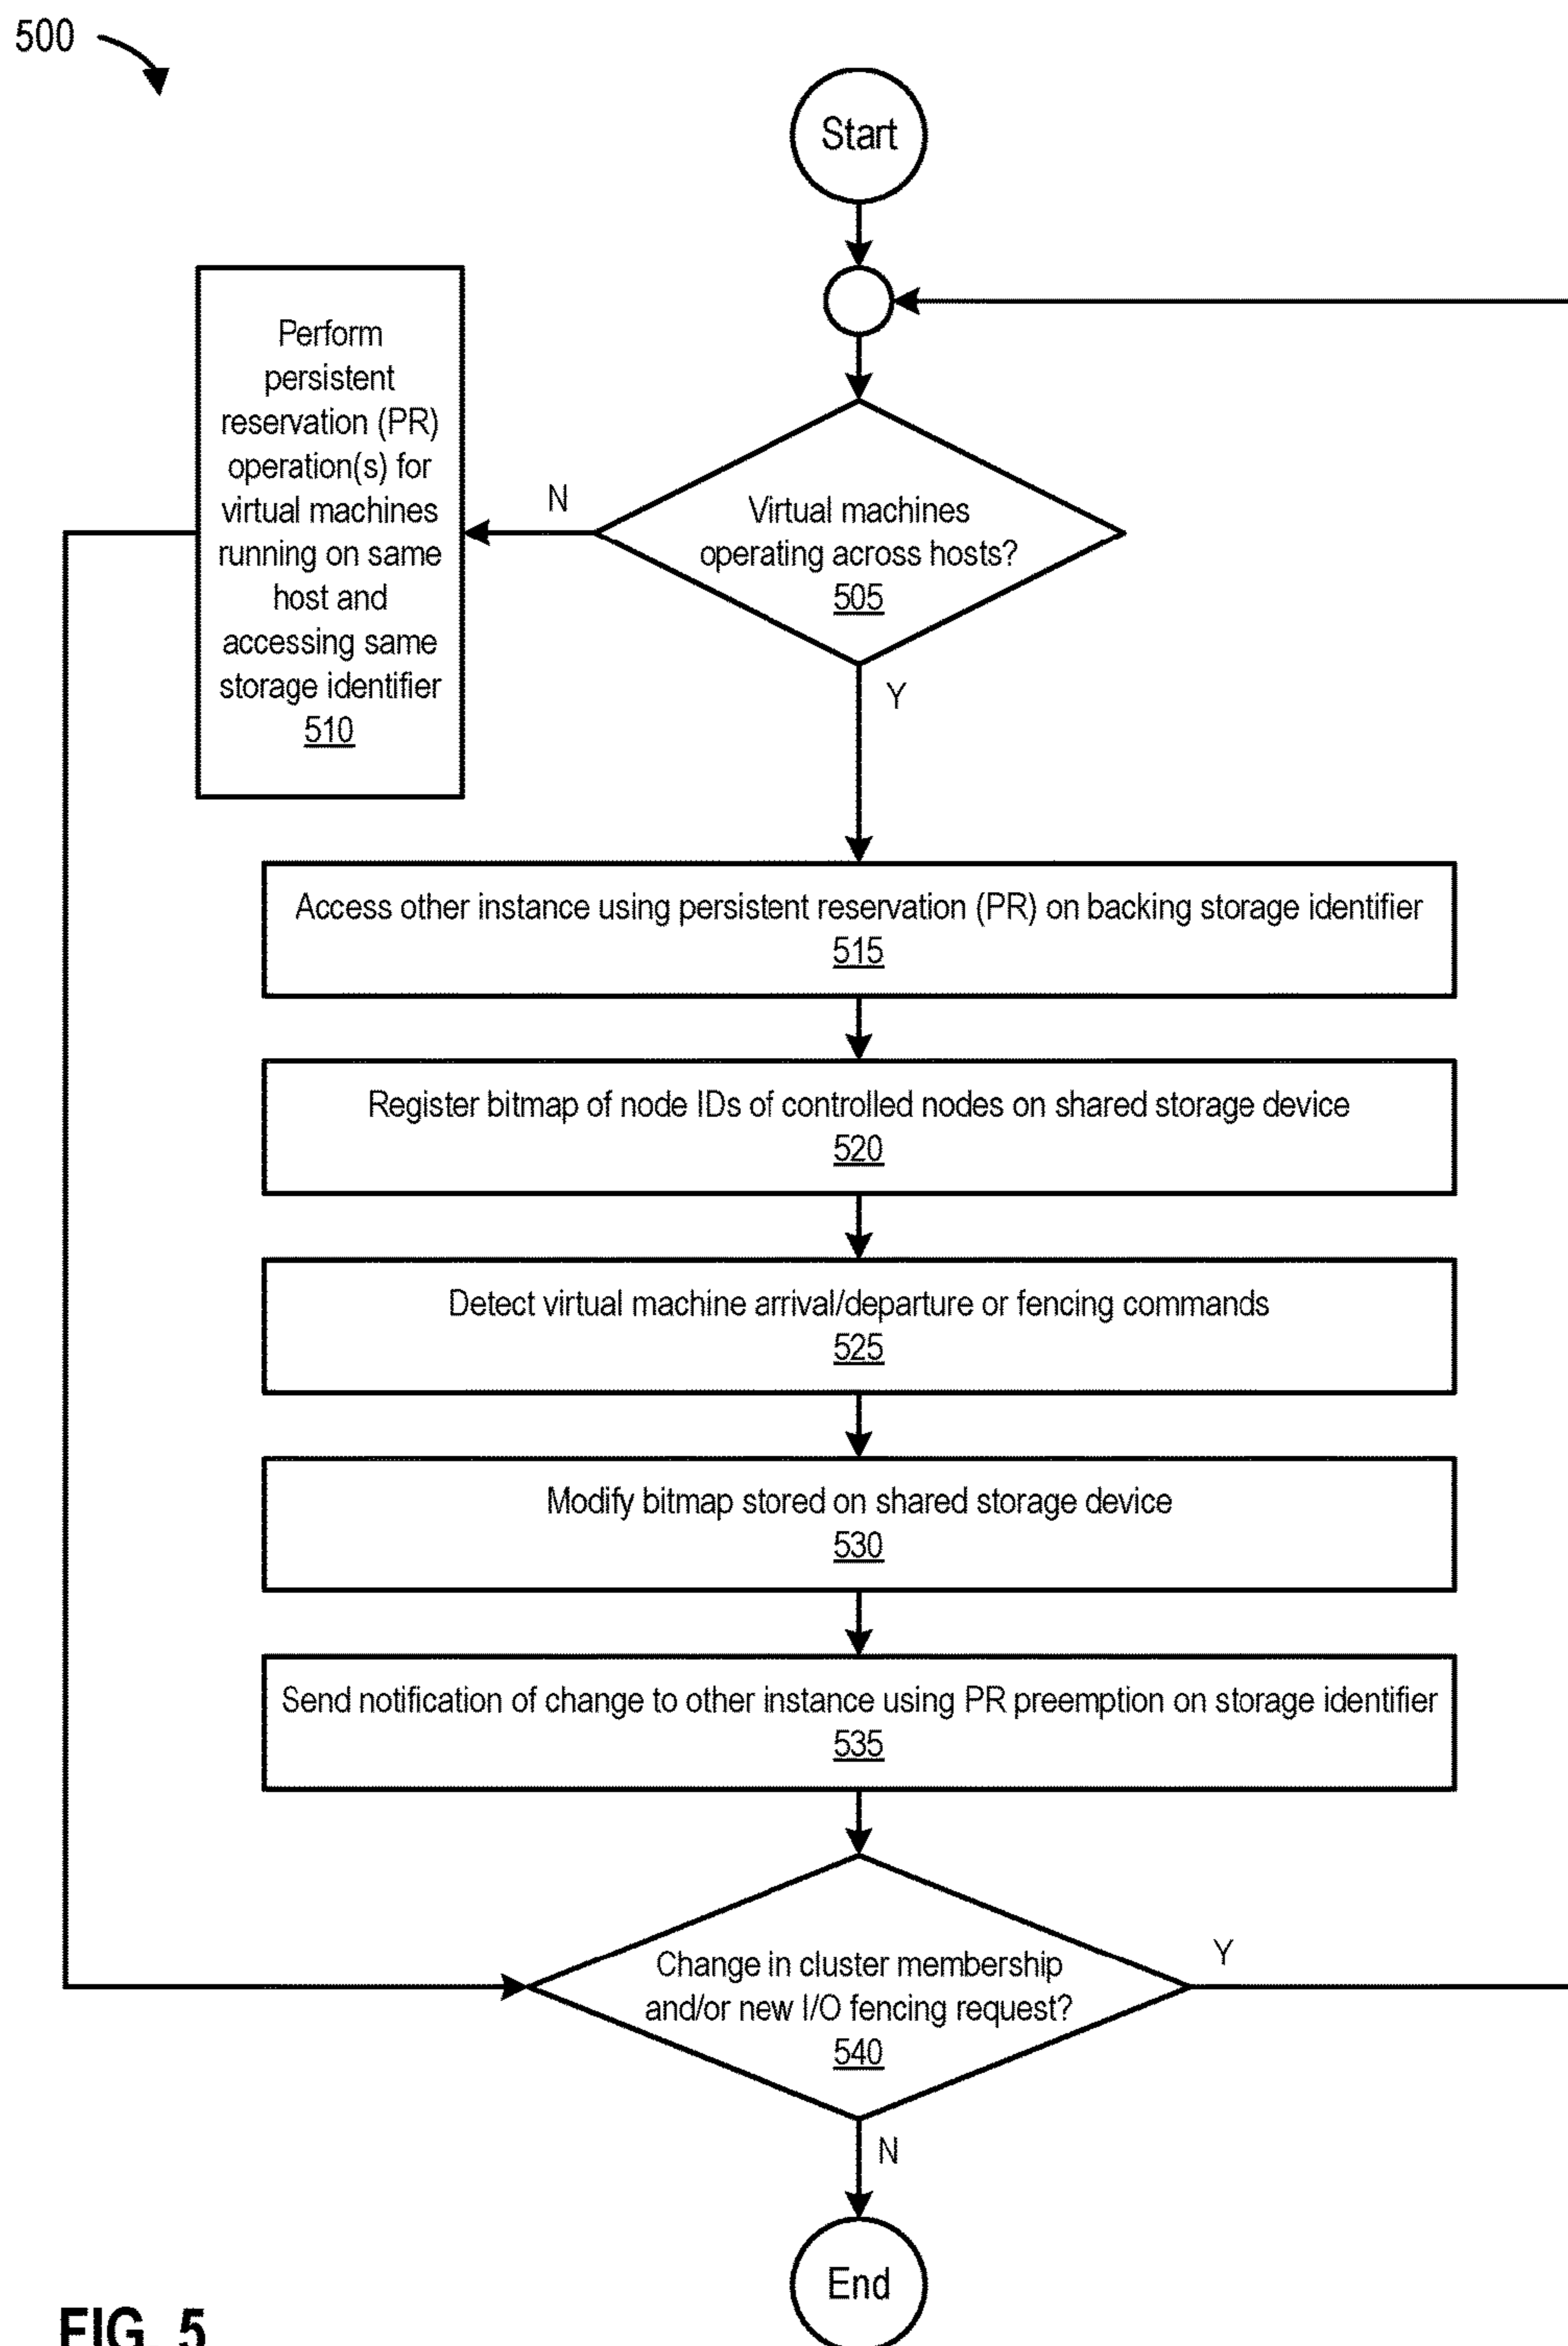 500
Start
Perform
persistent
reservation (PR)
operation(s) for
virtual machines
running on same
host and
accessing same
storage identifier
510
N
Virtual machines
operating across hosts?
505
Y
Access other instance using persistent reservation (PR) on backing storage identifier
515
Register bitmap of node IDs of controlled nodes on shared storage device
520
Detect virtual machine arrival/departure or fencing commands
525
Modify bitmap stored on shared storage device
530
Send notification of change to other instance using PR preemption on storage identifier
535
Change in cluster membership
and/or new I/O fencing request?
540
Y
N
End
FIG. 5